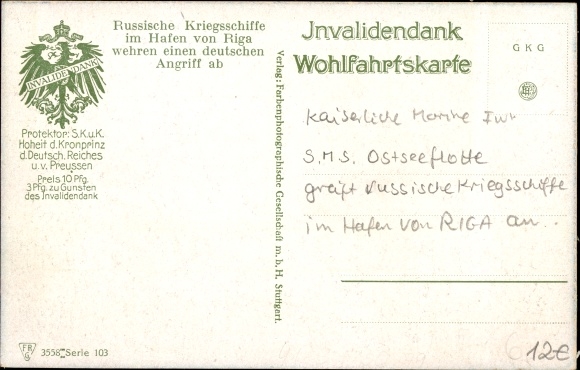 Russische Kriegsschiffe
im Hafen von Riga
wehren einen deutschen
Angriff ab
INVALIDENDANK
Protektor: S.K.u.K.
Hoheit d. Kronprinz
d. Deutsch. Reiches
u. v. Preussen
Preis 10 Pfg.
3 Pfg. zu Gunsten
des Invalidendank
3558 Serie 103
Verlag: Farbenphotographische Gesellschaft m. b. H. Stuttgart.
Invalidendank
Wohlfahrtskarte
G K G
Kaiserliche Marine
S.M.S. Ostseeflotte
greift russische Kriegsschiffe
im Hafen von RIGA an..
12€